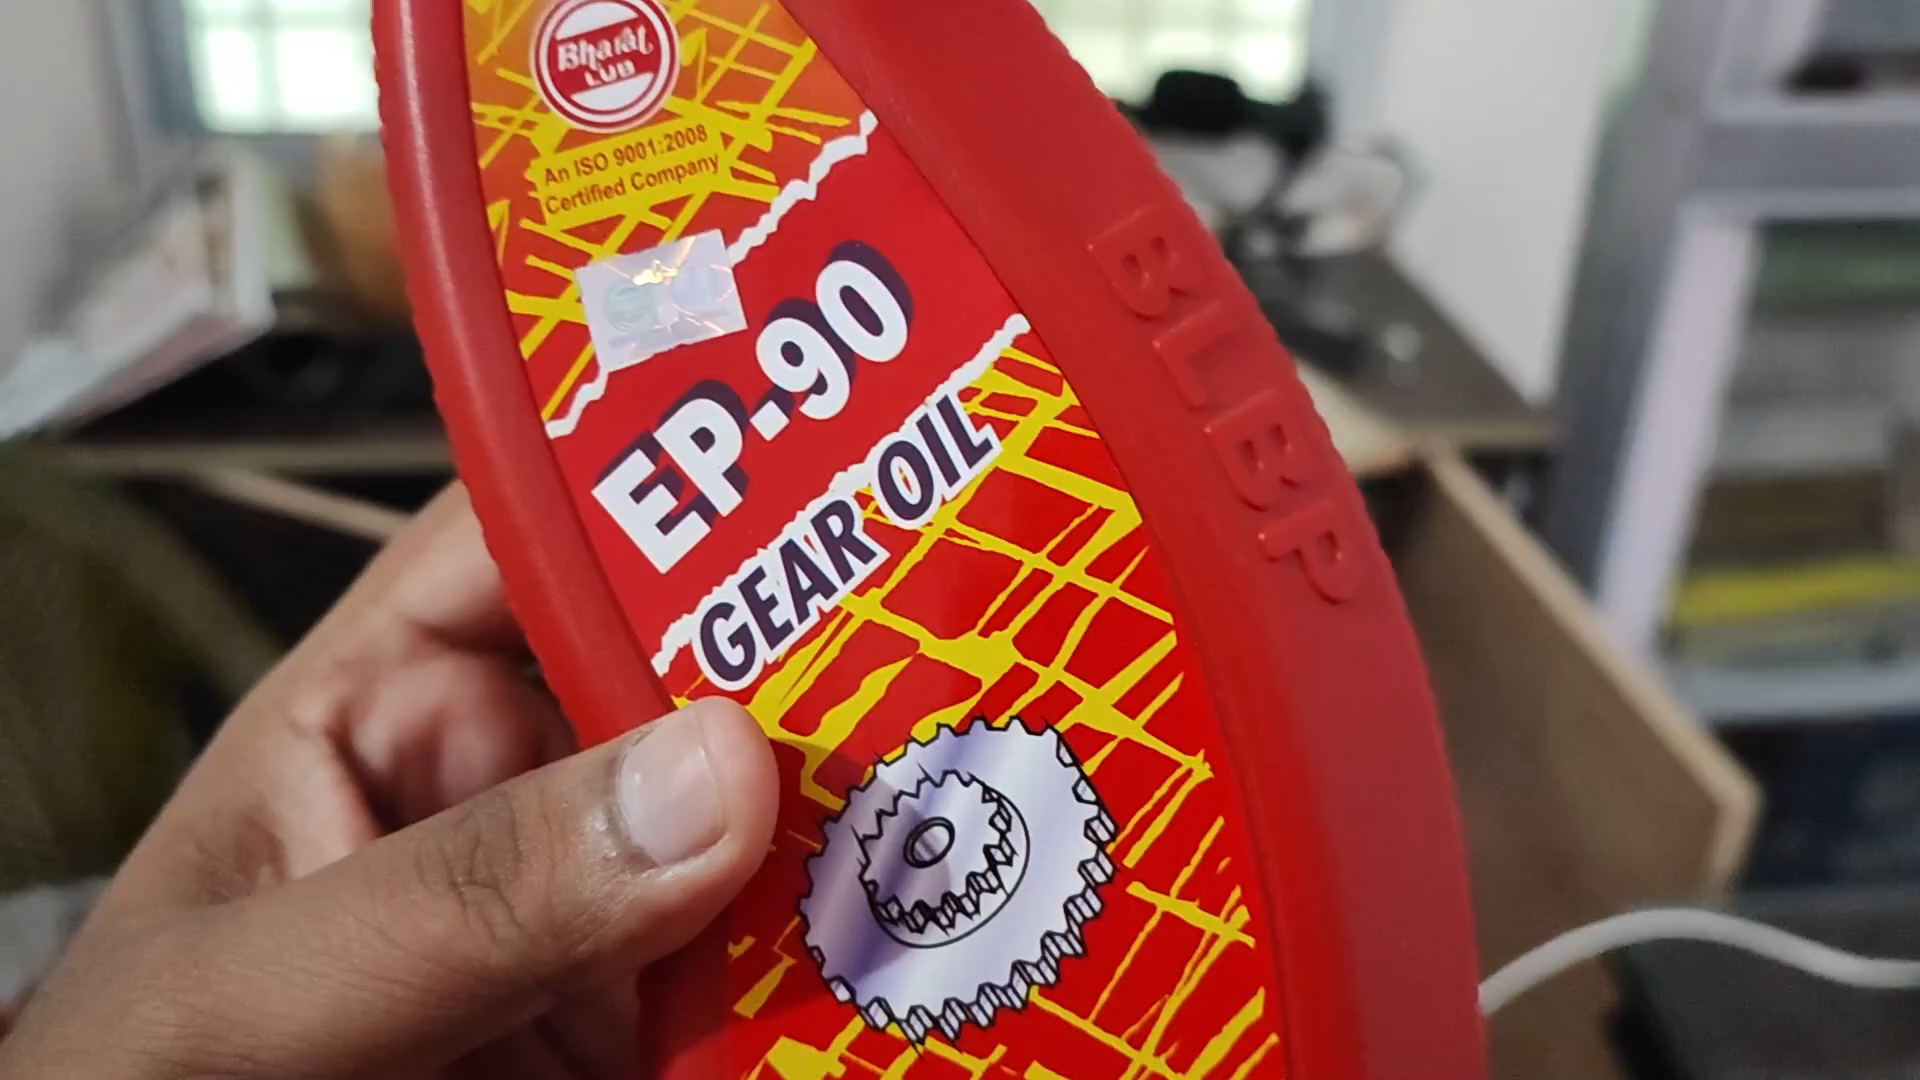 Bharat
LUB
An ISO 9001:2008
Certified Company
EP-90
GEAR OIL
BLBP